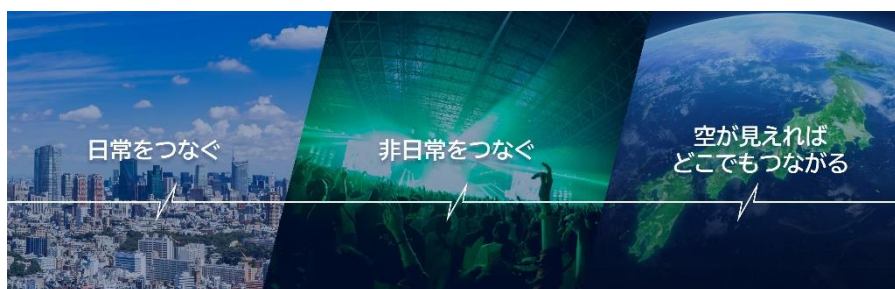 日常をつなぐ
非日常をつなぐ
空が見えれば
どこでもつながる